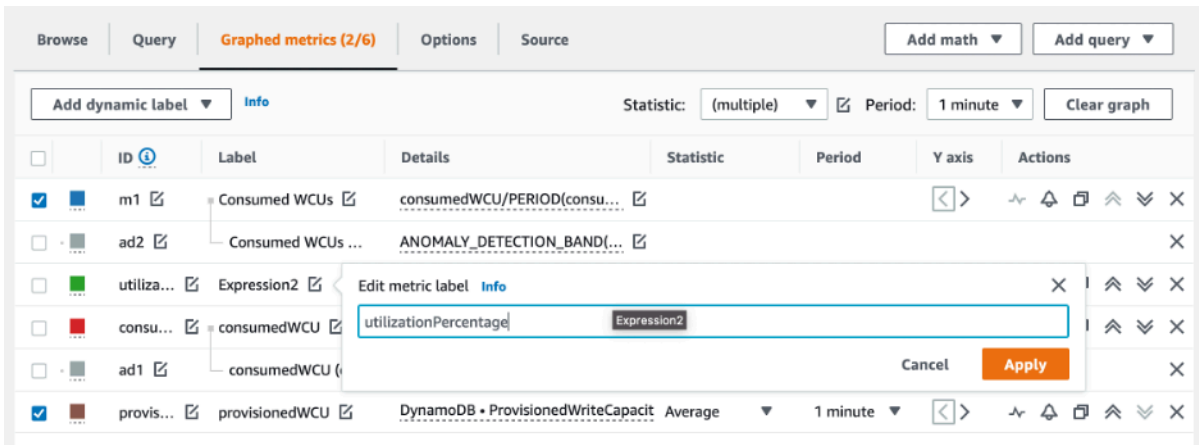 Browse Query Graphed metrics (2/6) Options Source Add math Add query
Add dynamic label Info Statistic: (multiple) Period: 1 minute Clear graph
ID Label Details Statistic Period Y axis Actions
m1 Consumed WCUs consumedWCU/PERIOD(consu...
ad2 Consumed WCUs ... ANOMALY_DETECTION_BAND(...
utiliza... Expression2 Edit metric label Info
consu... consumedWCU utilizationPercentage Expression2
ad1 consumedWCU ( Cancel Apply
provis... provisionedWCU DynamoDB • ProvisionedWriteCapacit Average 1 minute